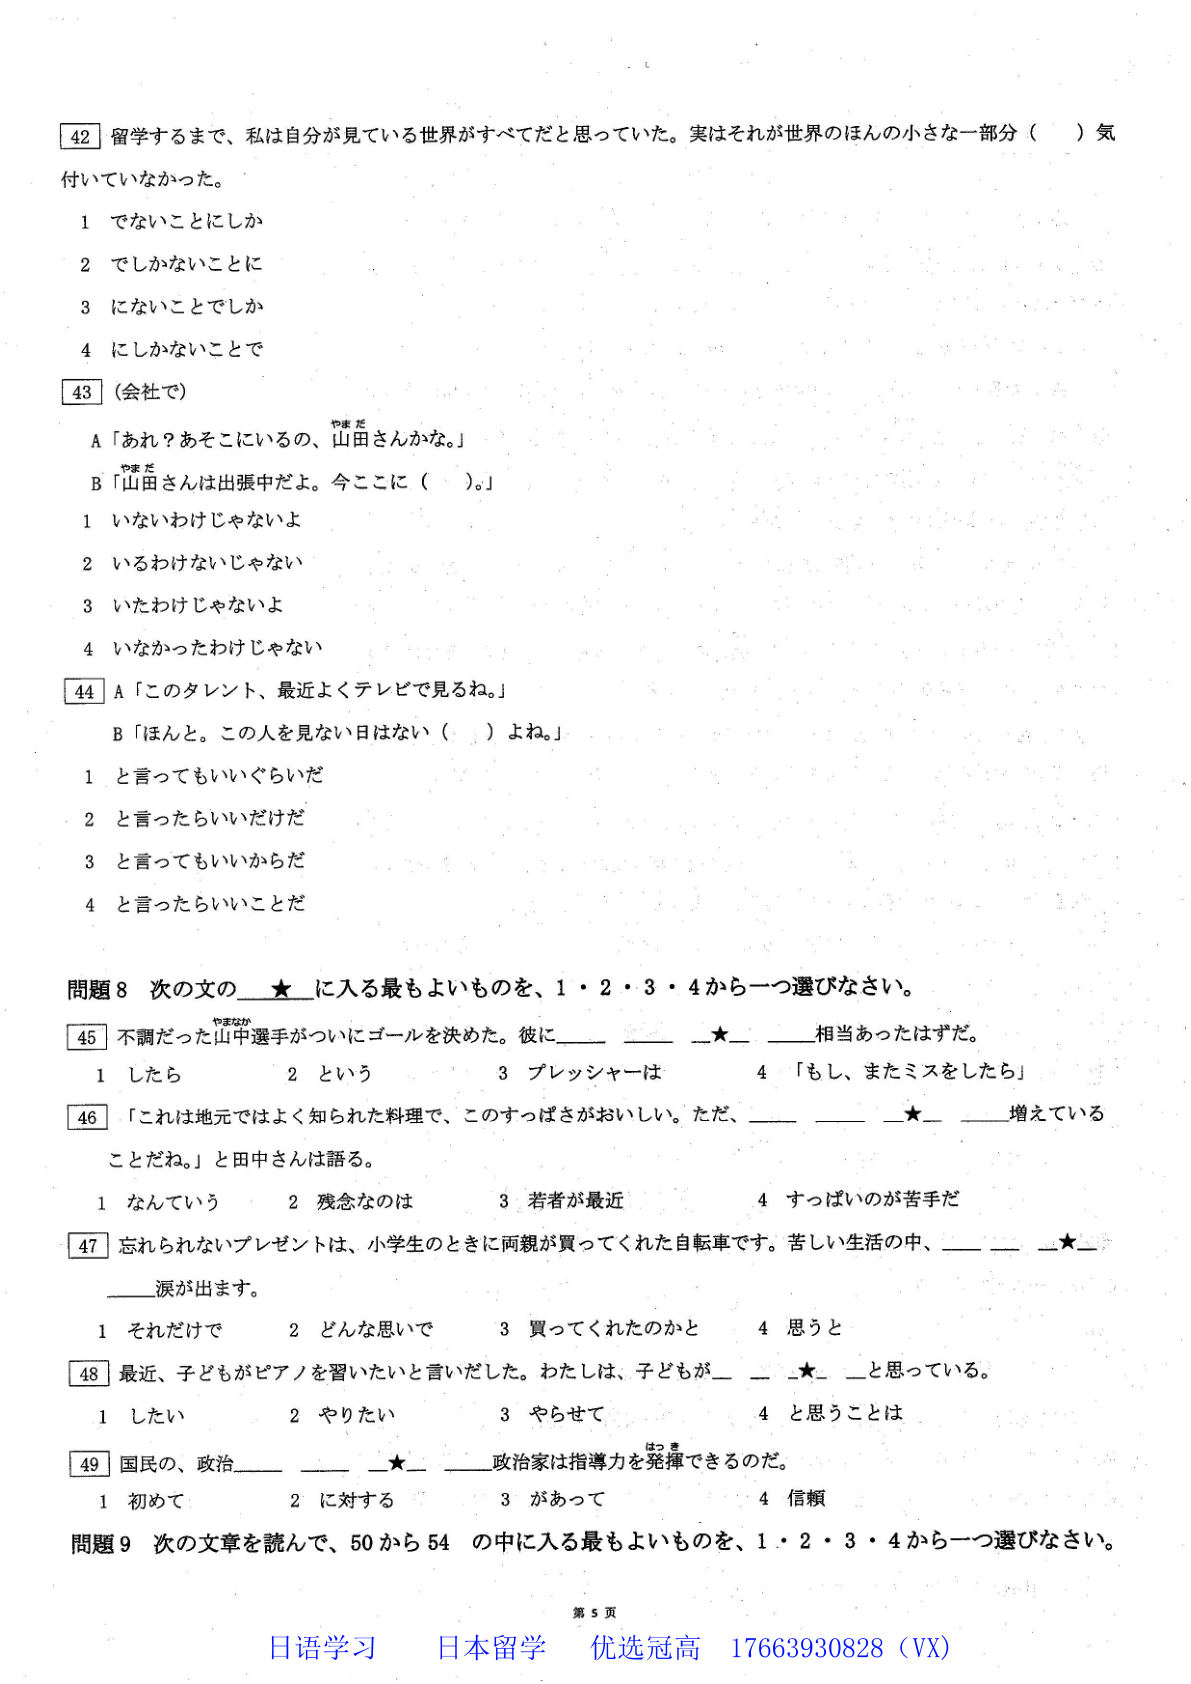 42 留学するまで、私は自分が見ている世界がすべてだと思っていた。実はそれが世界のほんの小さな一部分（　　）気
付いていなかった。
1　でないことにしか
2　でしかないことに
3　にないことでしか
4　にしかないことで
43（会社で）
A「あれ？あそこにいるの、山田さんかな。」
B「山田さんは出張中だよ。今ここに（　　）。」
1　いないわけじゃないよ
2　いるわけないじゃない
3　いたわけじゃないよ
4　いなかったわけじゃない
44 A「このタレント、最近よくテレビで見るね。」
B「ほんと。この人を見ない日はない（　　）よね。」
1　と言ってもいいぐらいだ
2　と言ったらいいだけだ
3　と言ってもいいからだ
4　と言ったらいいことだ
問題8　次の文の＿★＿に入る最もよいものを、1・2・3・4から一つ選びなさい。
45 不調だった山中選手がついにゴールを決めた。彼に＿＿ ＿＿ ＿★＿ ＿＿相当あったはずだ。
1　したら　2　という　3　プレッシャーは　4　「もし、またミスをしたら」
46 「これは地元ではよく知られた料理で、このすっぱさがおいしい。ただ、＿＿ ＿＿ ＿★＿ ＿＿増えている
ことだね。」と田中さんは語る。
1　なんていう　2　残念なのは　3　若者が最近　4　すっぱいのが苦手だ
47 忘れられないプレゼントは、小学生のときに両親が買ってくれた自転車です。苦しい生活の中、＿＿ ＿＿ ＿★＿
＿＿涙が出ます。
1　それだけで　2　どんな思いで　3　買ってくれたのかと　4　思うと
48 最近、子どもがピアノを習いたいと言いだした。わたしは、子どもが＿ ＿ ＿★＿ ＿と思っている。
1　したい　2　やりたい　3　やらせて　4　と思うことは
49 国民の、政治＿＿ ＿＿ ＿★＿ ＿＿政治家は指導力を発揮できるのだ。
1　初めて　2　に対する　3　があって　4　信頼
問題9　次の文章を読んで、50から54　の中に入る最もよいものを、1・2・3・4から一つ選びなさい。
第 5 页
日语学习　日本留学　优选冠高　17663930828（VX）